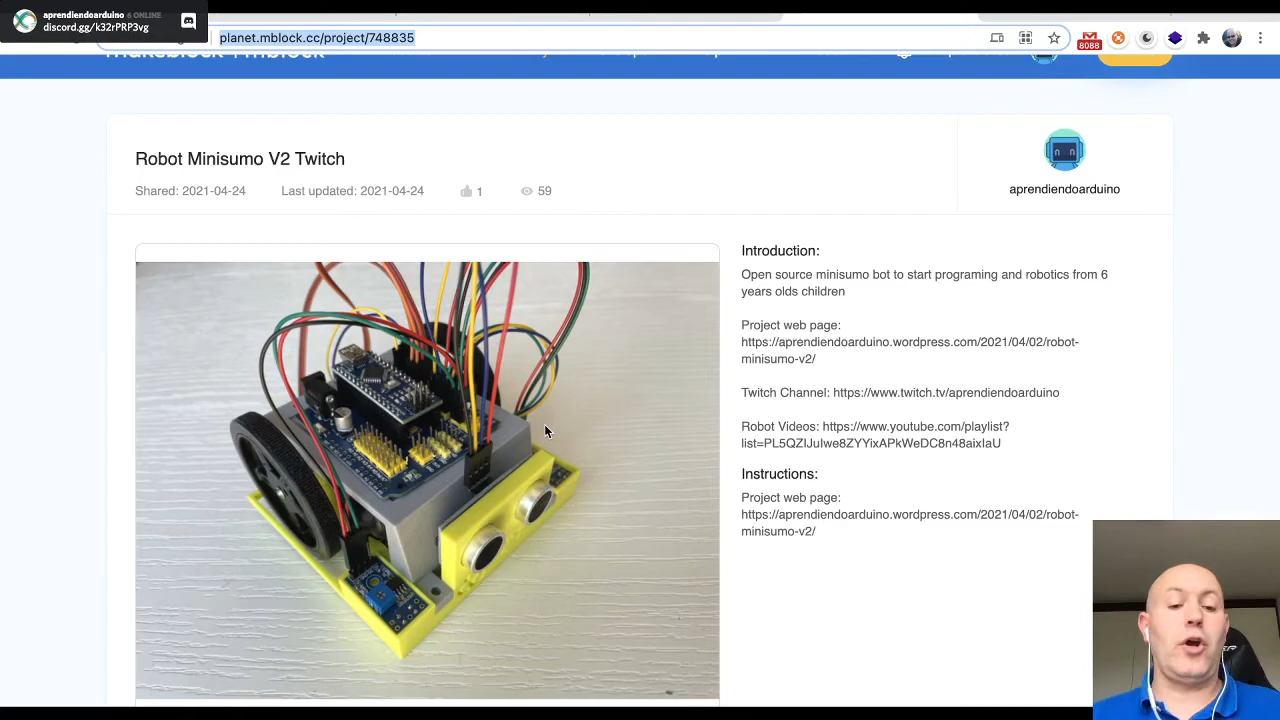 aprendiendoarduino 6 ONLINE
discord.gg/k32rPRP3vg
planet.mblock.cc/project/748835
8088
Robot Minisumo V2 Twitch
Shared: 2021-04-24 Last updated: 2021-04-24 1 59
aprendiendoarduino
Introduction:
Open source minisumo bot to start programing and robotics from 6
years olds children
Project web page:
https://aprendiendoarduino.wordpress.com/2021/04/02/robot-
minisumo-v2/
Twitch Channel: https://www.twitch.tv/aprendiendoarduino
Robot Videos: https://www.youtube.com/playlist?
list=PL5QZlJuIwe8ZYYixAPkWeDC8n48aixIaU
Instructions:
Project web page:
https://aprendiendoarduino.wordpress.com/2021/04/02/robot-
minisumo-v2/